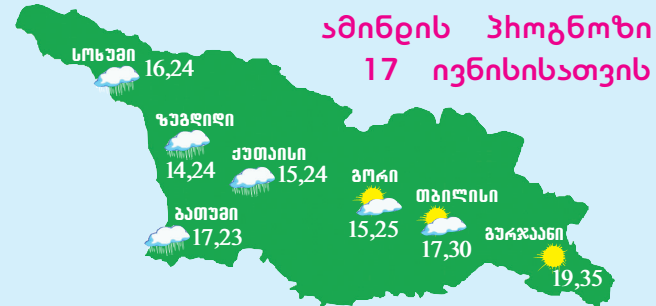 ამინდის პროგნოზი
17 ივნისისათვის
სოხუმი
16,24
ზუგდიდი
14,24
ქუთაისი
15,24
ბათუმი
17,23
გორი
15,25
თბილისი
17,30
გურჯაანი
19,35